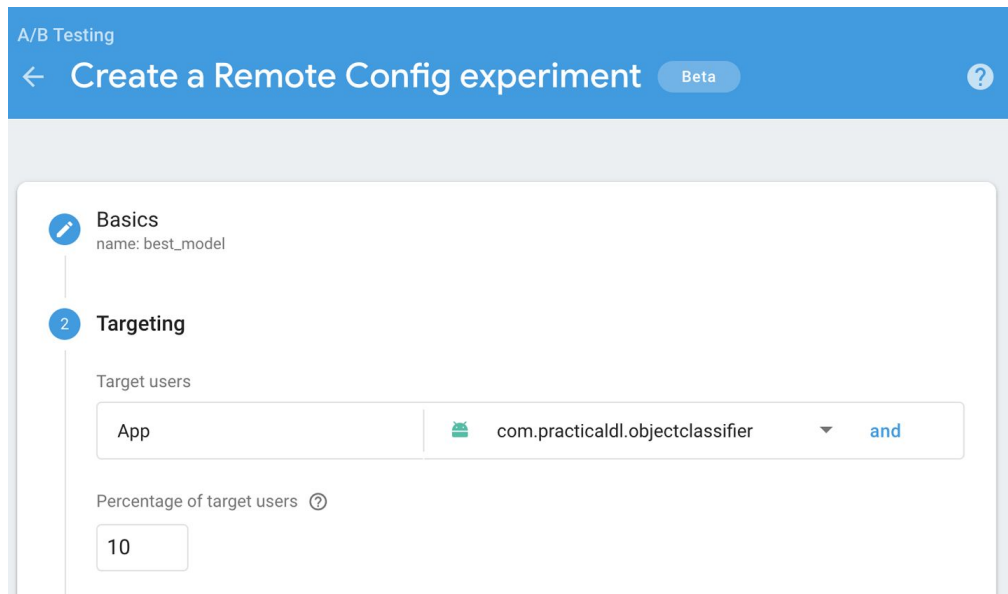 A/B Testing
Create a Remote Config experiment Beta ?
Basics
name: best_model
2 Targeting
Target users
App com.practicaldl.objectclassifier and
Percentage of target users ?
10